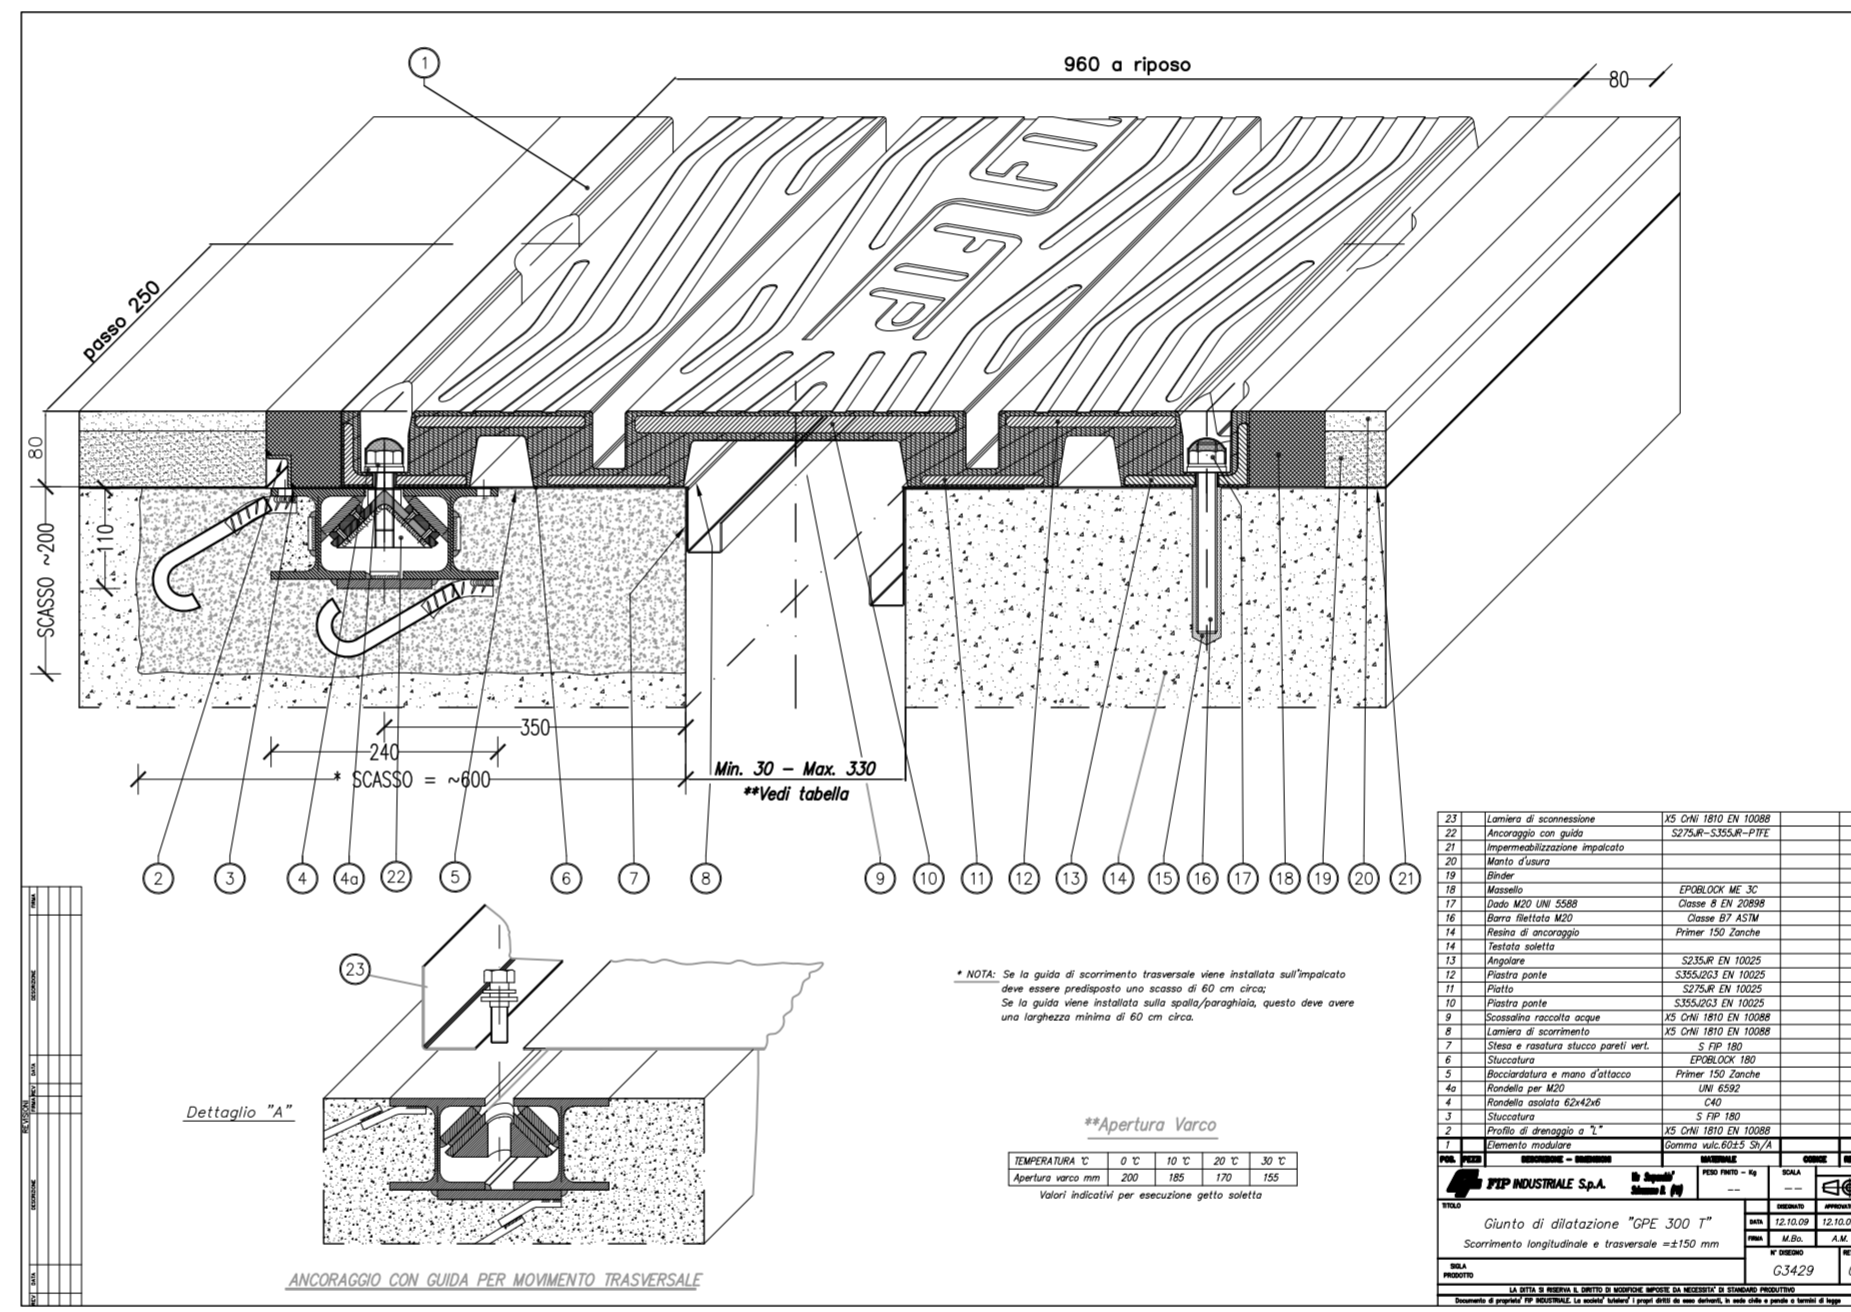 1
960 a riposo
80
FIP
FIP
passo 250
80
110
SCASSO ~200
350
240
* SCASSO = ~600
Min. 30 - Max. 330
**Vedi tabella
2 3 4 4a 22 5 6 7 8 9 10 11 12 13 14 15 16 17 18 19 20 21
23
Dettaglio "A"
ANCORAGGIO CON GUIDA PER MOVIMENTO TRASVERSALE
* NOTA: Se la guida di scorrimento trasversale viene installata sull'impalcato
deve essere predisposto uno scasso di 60 cm circa;
Se la guida viene installata sulla spalla/paraghiaia, questo deve avere
una larghezza minima di 60 cm circa.
**Apertura Varco
TEMPERATURA °C 0 °C 10 °C 20 °C 30 °C
Apertura varco mm 200 185 170 155
Valori indicativi per esecuzione getto soletta
23 Lamiera di sconnessione X5 CrNi 1810 EN 10088
22 Ancoraggio con guida S275JR-S355JR-PTFE
21 Impermeabilizzazione impalcato
20 Manto d'usura
19 Binder
18 Massello EPOBLOCK ME 3C
17 Dado M20 UNI 5588 Classe 8 EN 20898
16 Barra filettata M20 Classe B7 ASTM
14 Resina di ancoraggio Primer 150 Zanche
14 Testata soletta
13 Angolare S235JR EN 10025
12 Piastra ponte S355J2G3 EN 10025
11 Piatto S275JR EN 10025
10 Piastra ponte S355J2G3 EN 10025
9 Scossalina raccolta acque X5 CrNi 1810 EN 10088
8 Lamiera di scorrimento X5 CrNi 1810 EN 10088
7 Stesa e rasatura stucco pareti vert. S FIP 180
6 Stuccatura EPOBLOCK 180
5 Bocciardatura e mano d'attacco Primer 150 Zanche
4a Rondella per M20 UNI 6592
4 Rondella asolata 62x42x6 C40
3 Stuccatura S FIP 180
2 Profilo di drenaggio a "L" X5 CrNi 1810 EN 10088
1 Elemento modulare Gomma vulc.60±5 Sh/A
POS. PEZZI DESCRIZIONE - DIMENSIONI MATERIALE CODICE
FIP INDUSTRIALE S.p.A.
PESO FINITO - Kg
--
SCALA
--
TITOLO
Giunto di dilatazione "GPE 300 T"
Scorrimento longitudinale e trasversale =±150 mm
DISEGNATO
DATA 12.10.09
FIRMA M.Bo. A.M.
N° DISEGNO
G3429
SIGLA
PRODOTTO
LA DITTA SI RISERVA IL DIRITTO DI MODIFICHE IMPOSTE DA NECESSITA' DI STANDARD PRODUTTIVO
REVISIONI
REV DATA DESCRIZIONE FIRMA
REV DATA DESCRIZIONE FIRMA